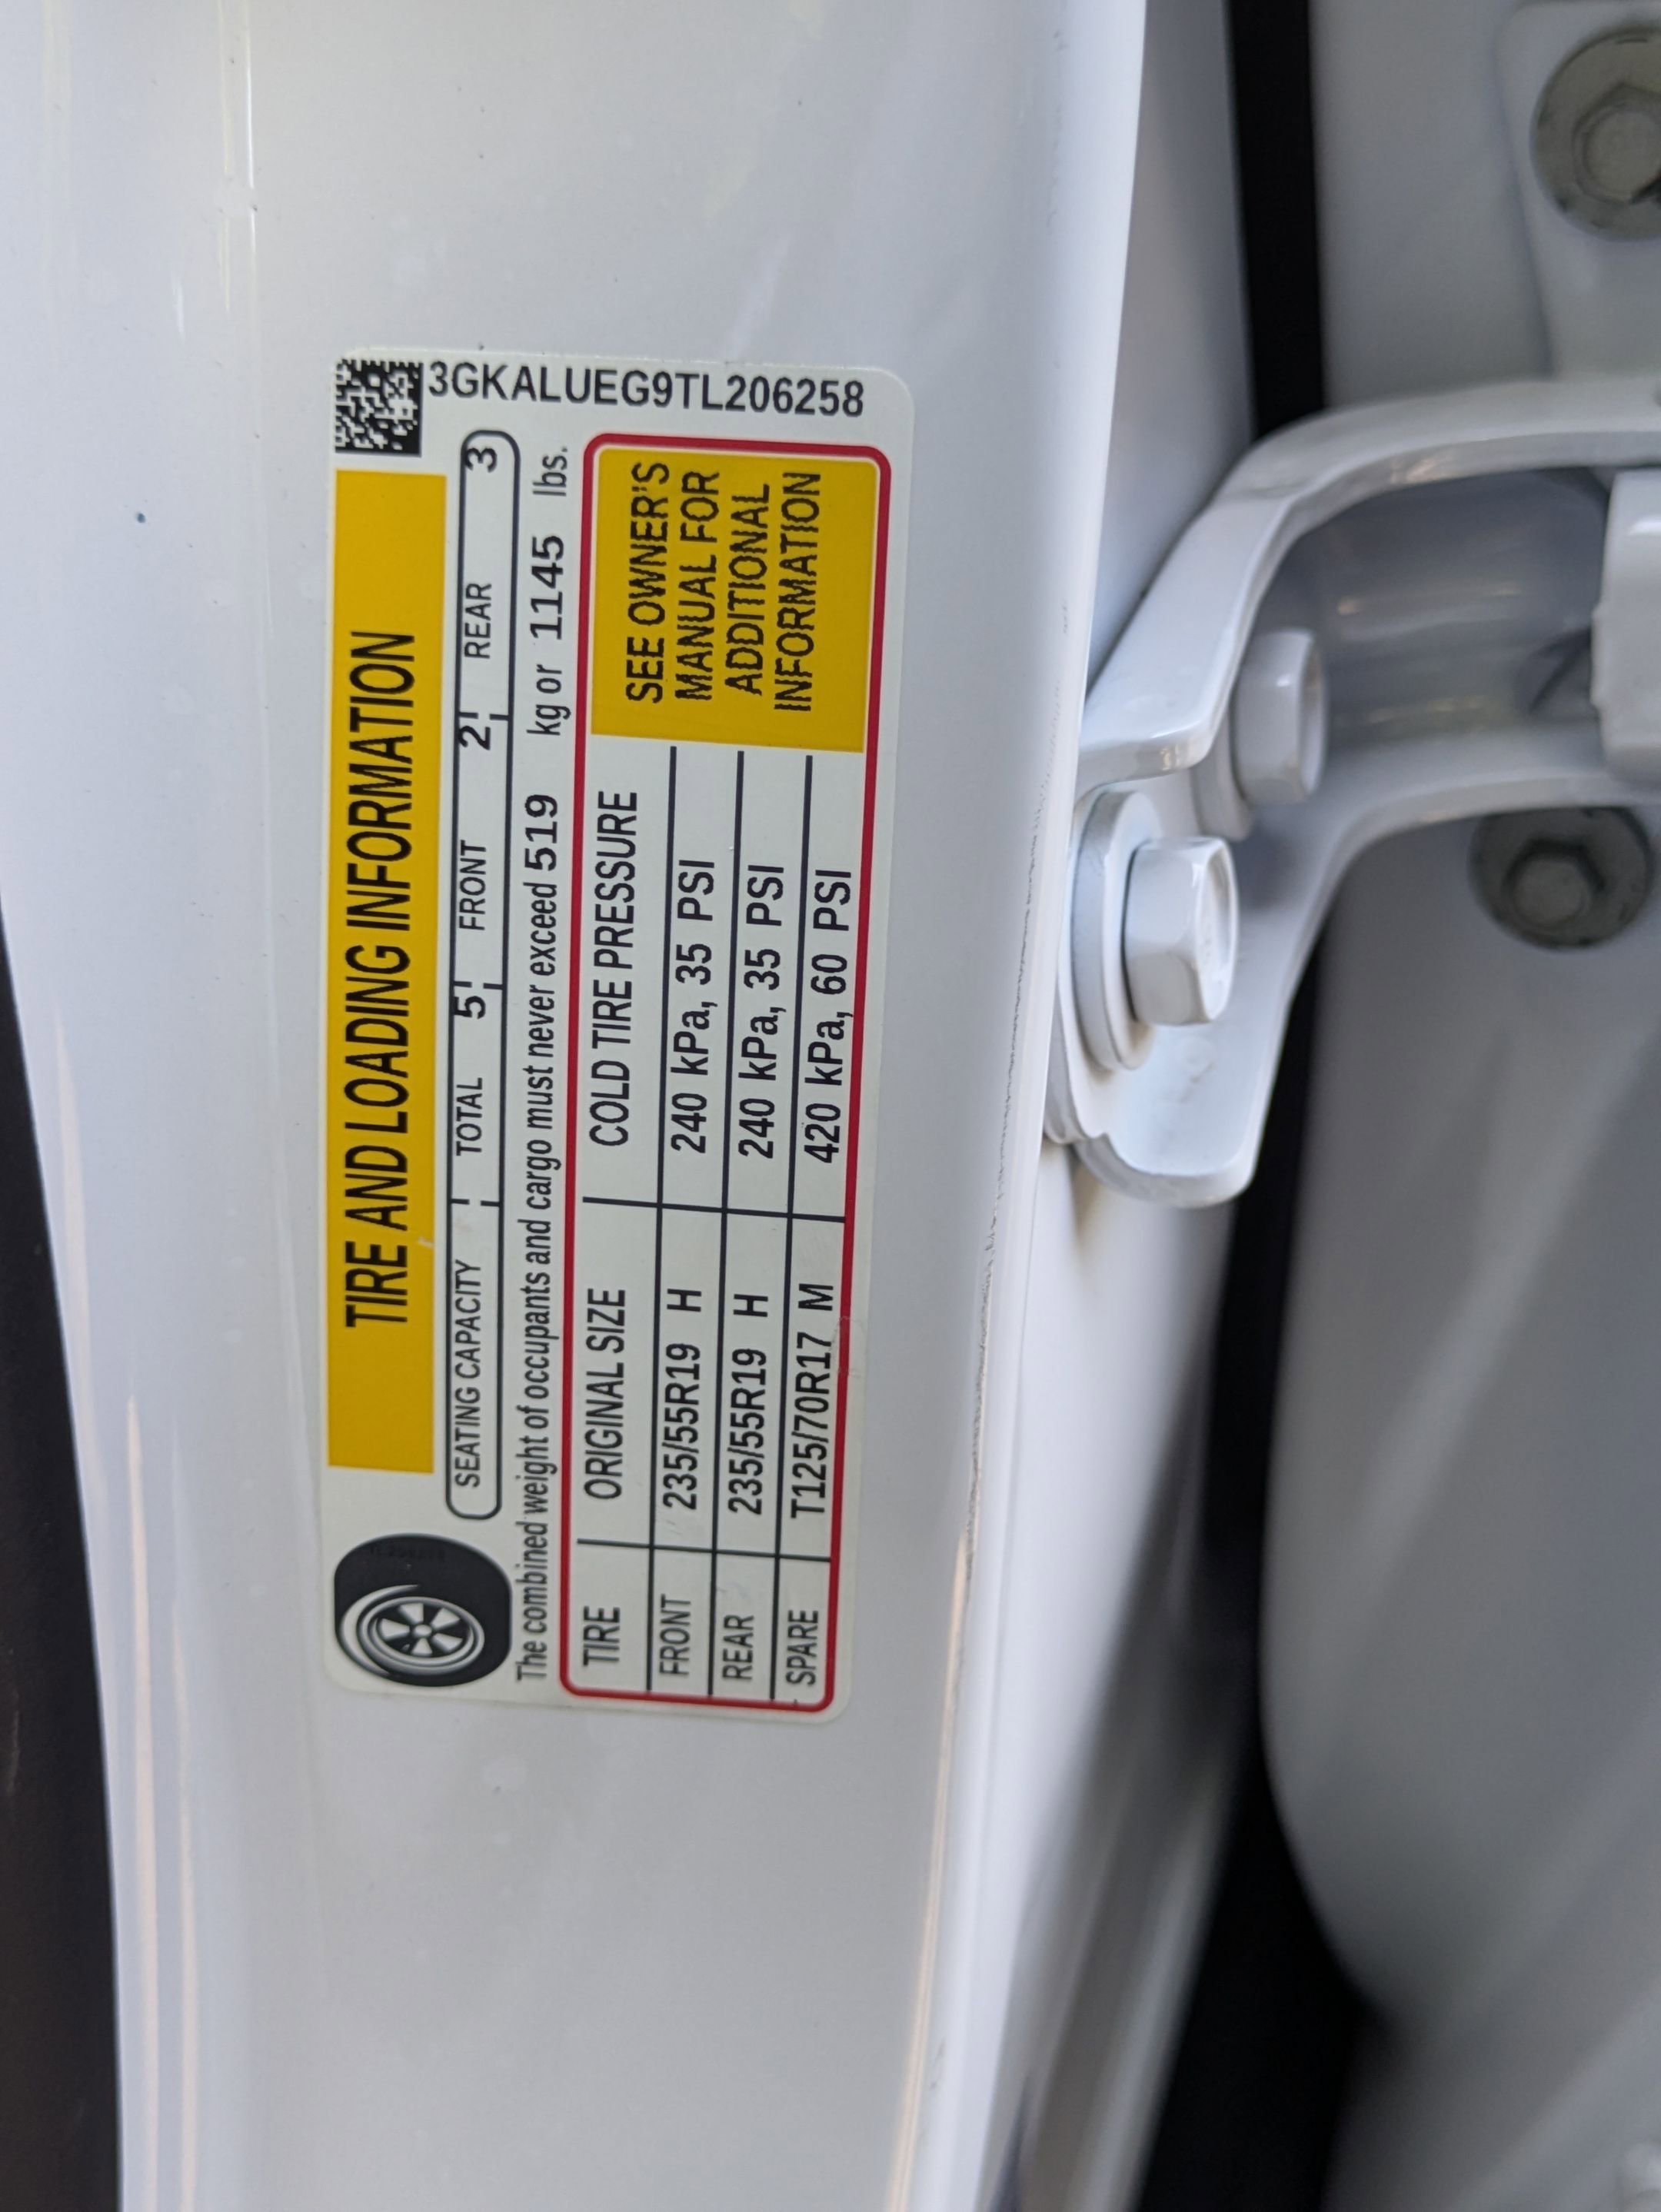 TIRE AND LOADING INFORMATION
SEATING CAPACITY TOTAL 5 FRONT 2 REAR 3
The combined weight of occupants and cargo must never exceed 519 kg or 1145 lbs.
TIRE ORIGINAL SIZE COLD TIRE PRESSURE
FRONT 235/55R19 H 240 kPa, 35 PSI
REAR 235/55R19 H 240 kPa, 35 PSI
SPARE T125/70R17 M 420 kPa, 60 PSI
SEE OWNER'S
MANUAL FOR
ADDITIONAL
INFORMATION
3GKALUEG9TL206258